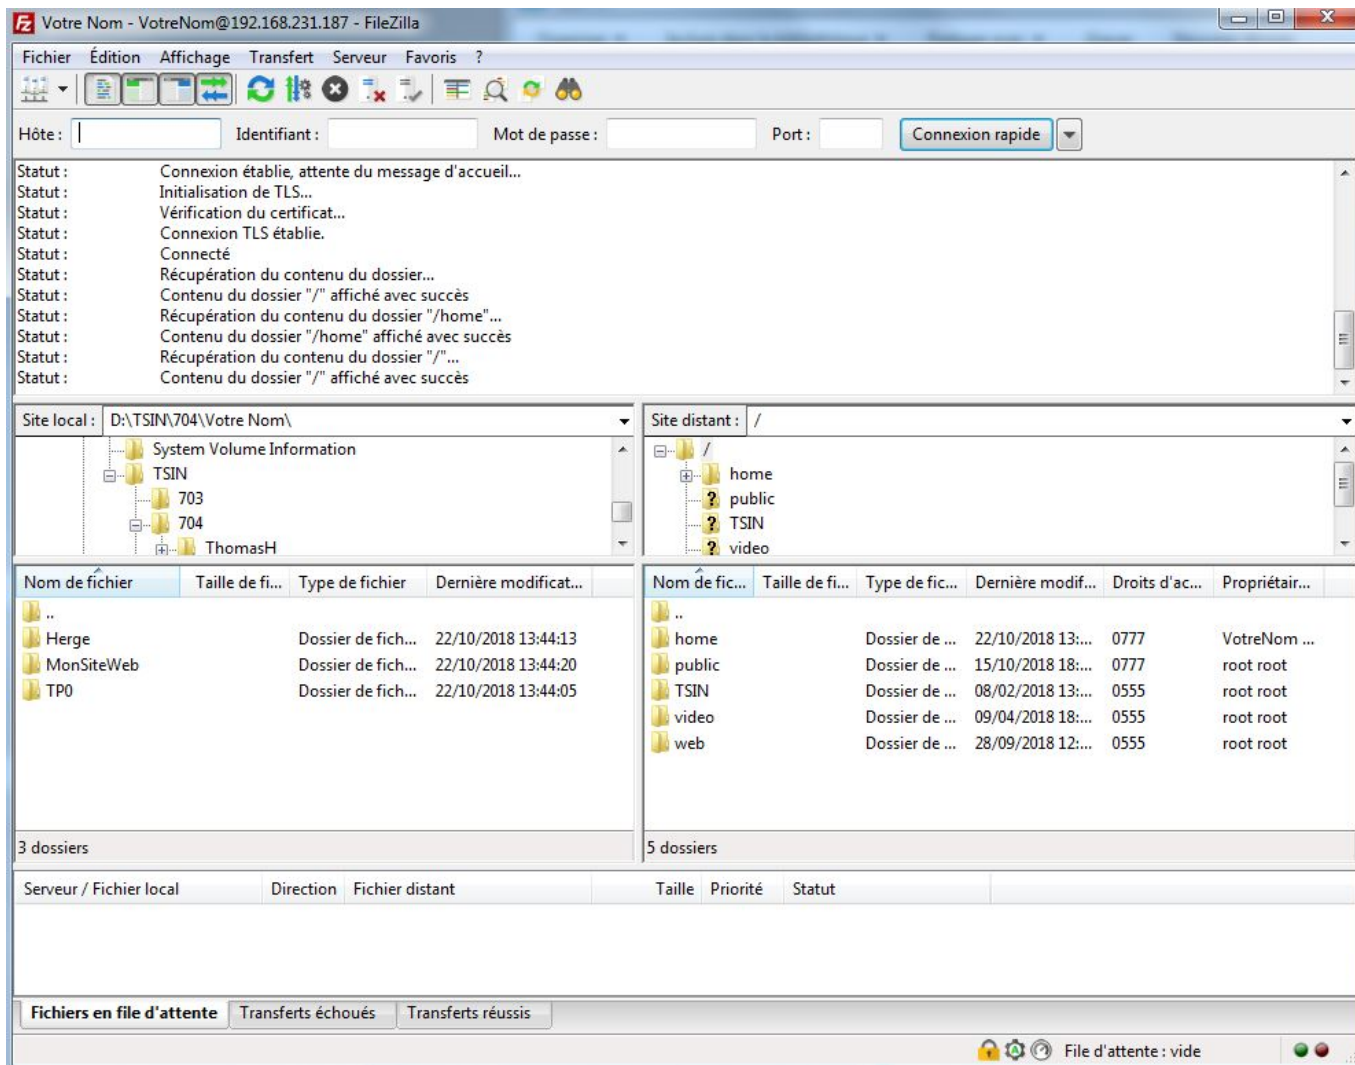 Votre Nom - VotreNom@192.168.231.187 - FileZilla
Fichier Édition Affichage Transfert Serveur Favoris ?
Hôte : Identifiant : Mot de passe : Port : Connexion rapide
Statut : Connexion établie, attente du message d'accueil...
Statut : Initialisation de TLS...
Statut : Vérification du certificat...
Statut : Connexion TLS établie.
Statut : Connecté
Statut : Récupération du contenu du dossier...
Statut : Contenu du dossier "/" affiché avec succès
Statut : Récupération du contenu du dossier "/home"...
Statut : Contenu du dossier "/home" affiché avec succès
Statut : Récupération du contenu du dossier "/"...
Statut : Contenu du dossier "/" affiché avec succès
Site local : D:\TSIN\704\Votre Nom\
System Volume Information
TSIN
703
704
ThomasH
Site distant : /
/
home
? public
? TSIN
? video
Nom de fichier Taille de fi... Type de fichier Dernière modificat...
..
Herge Dossier de fich... 22/10/2018 13:44:13
MonSiteWeb Dossier de fich... 22/10/2018 13:44:20
TP0 Dossier de fich... 22/10/2018 13:44:05
3 dossiers
Nom de fic... Taille de fi... Type de fic... Dernière modif... Droits d'ac... Propriétair...
..
home Dossier de ... 22/10/2018 13:... 0777 VotreNom ...
public Dossier de ... 15/10/2018 18:... 0777 root root
TSIN Dossier de ... 08/02/2018 13:... 0555 root root
video Dossier de ... 09/04/2018 18:... 0555 root root
web Dossier de ... 28/09/2018 12:... 0555 root root
5 dossiers
Serveur / Fichier local Direction Fichier distant Taille Priorité Statut
Fichiers en file d'attente Transferts échoués Transferts réussis
File d'attente : vide